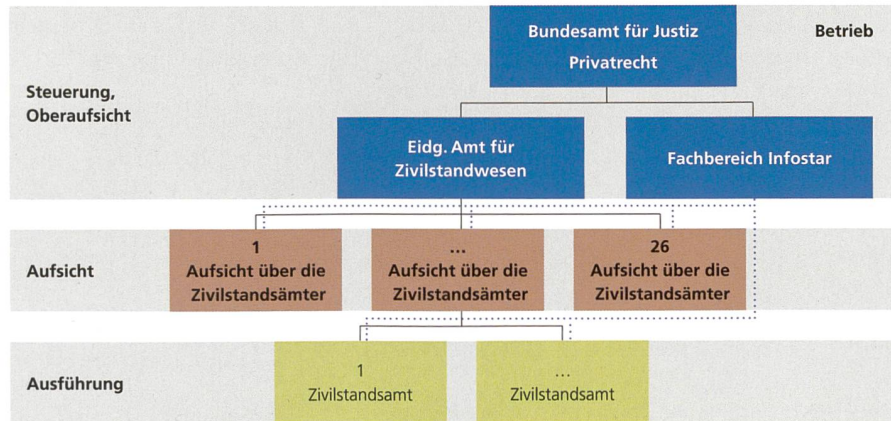 Bundesamt für Justiz
Privatrecht
Betrieb
Steuerung,
Oberaufsicht
Eidg. Amt für
Zivilstandwesen
Fachbereich Infostar
Aufsicht
1
Aufsicht über die
Zivilstandsämter
...
Aufsicht über die
Zivilstandsämter
26
Aufsicht über die
Zivilstandsämter
Ausführung
1
Zivilstandsamt
...
Zivilstandsamt